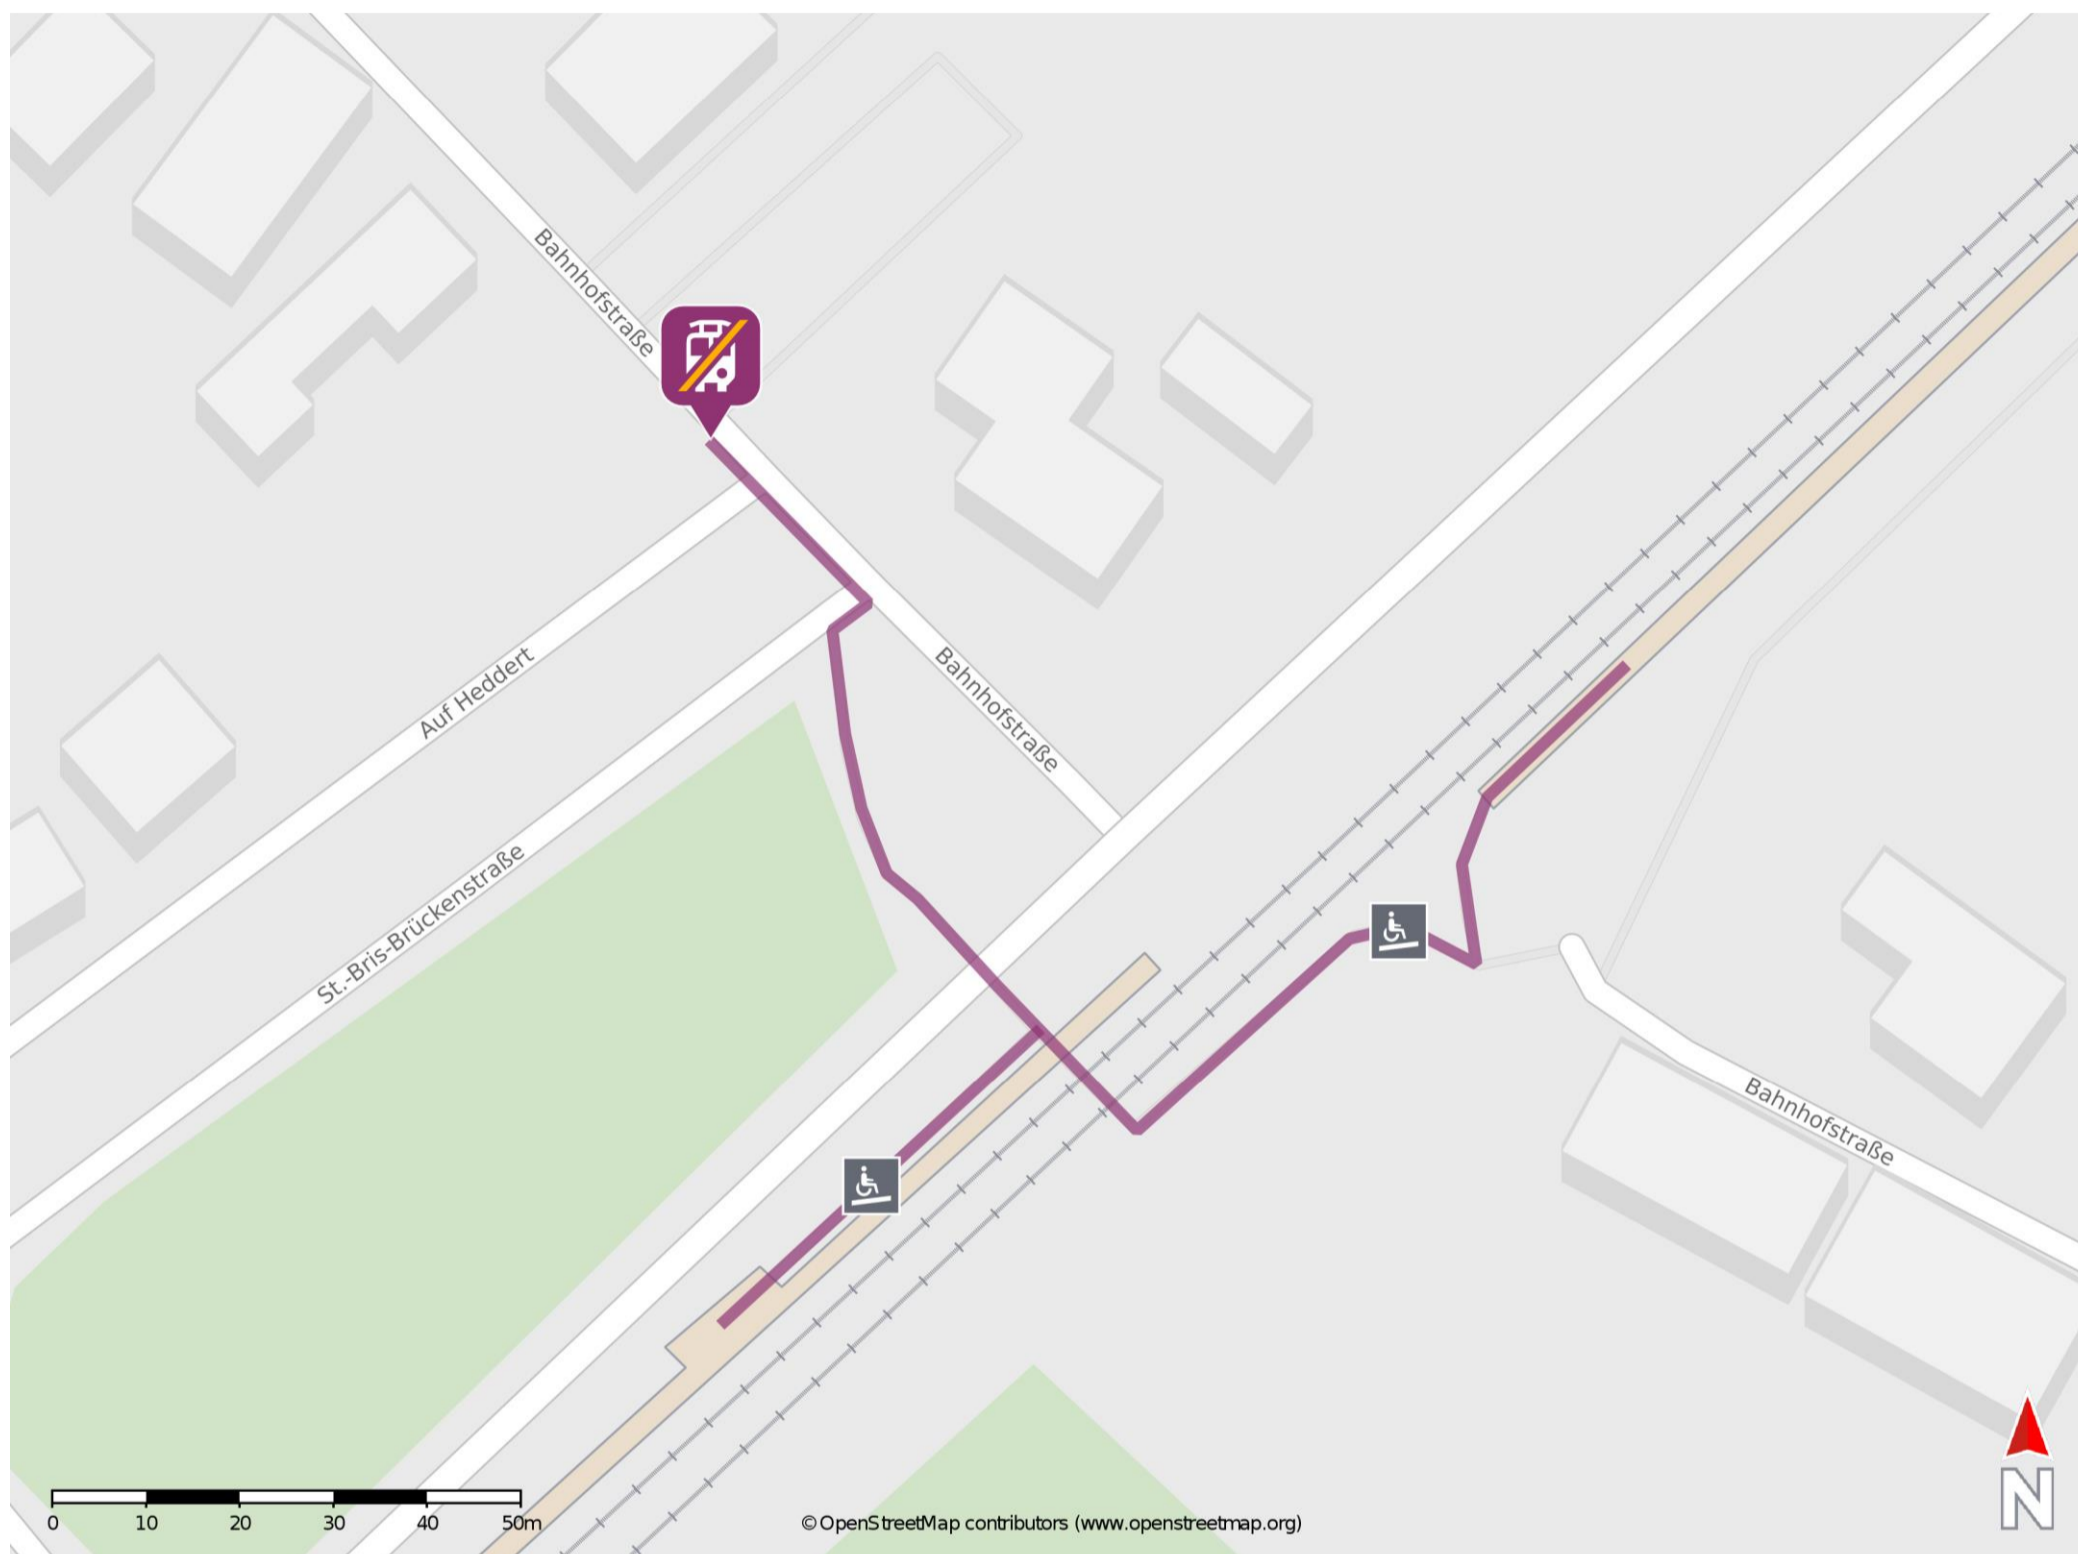 Bahnhofstraße
Auf Heddert
Bahnhofstraße
St.-Bris-Brückenstraße
Bahnhofstraße
0 10 20 30 40 50m
© OpenStreetMap contributors (www.openstreetmap.org)
N